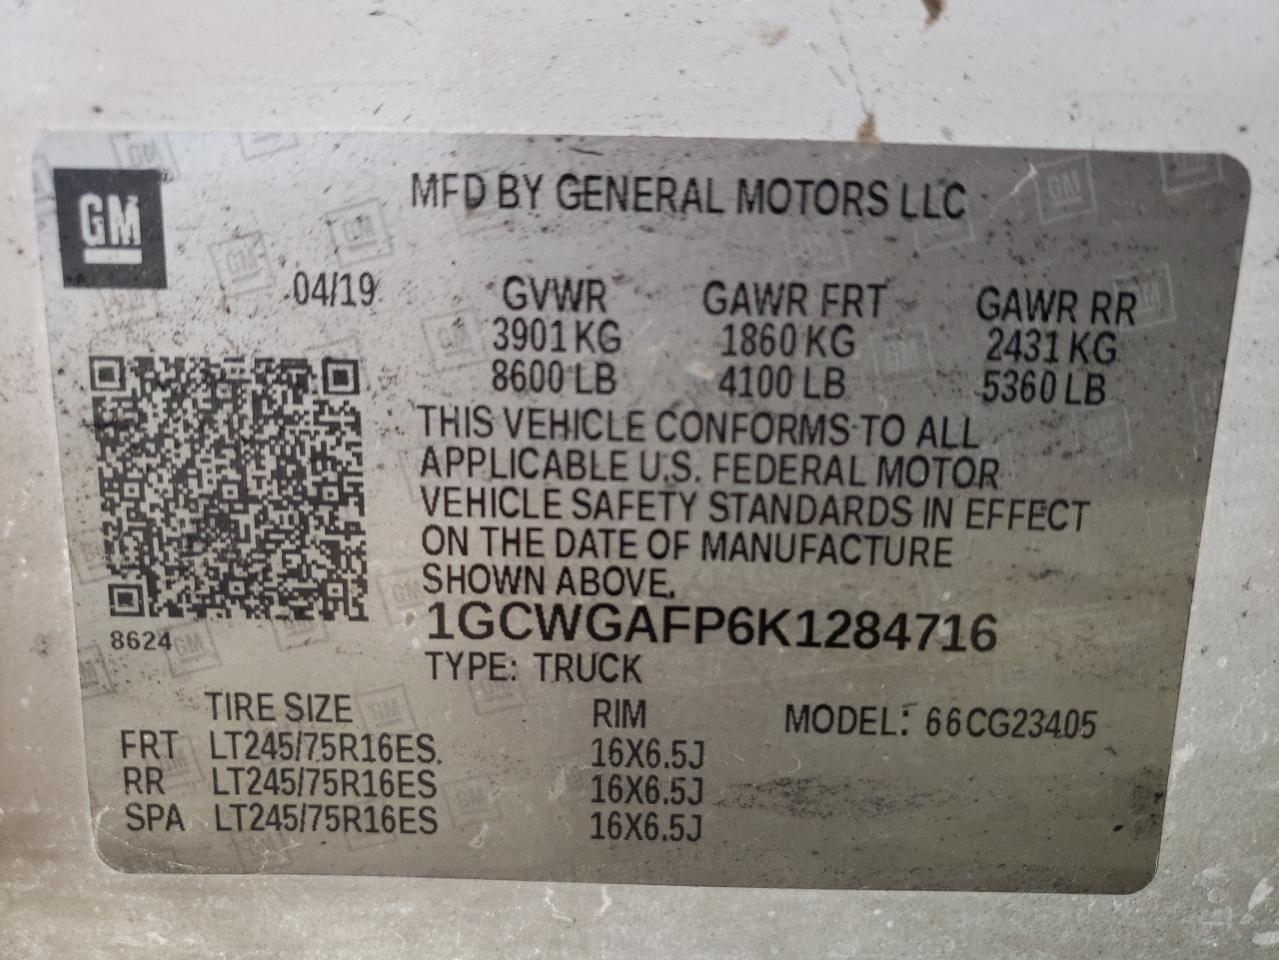 GM
MFD BY GENERAL MOTORS LLC
04/19
GVWR GAWR FRT GAWR RR
3901 KG 1860 KG 2431 KG
8600 LB 4100 LB 5360 LB
THIS VEHICLE CONFORMS TO ALL
APPLICABLE U.S. FEDERAL MOTOR
VEHICLE SAFETY STANDARDS IN EFFECT
ON THE DATE OF MANUFACTURE
SHOWN ABOVE.
1GCWGAFP6K1284716
8624
TYPE: TRUCK
TIRE SIZE RIM MODEL: 66CG23405
FRT LT245/75R16ES 16X6.5J
RR LT245/75R16ES 16X6.5J
SPA LT245/75R16ES 16X6.5J